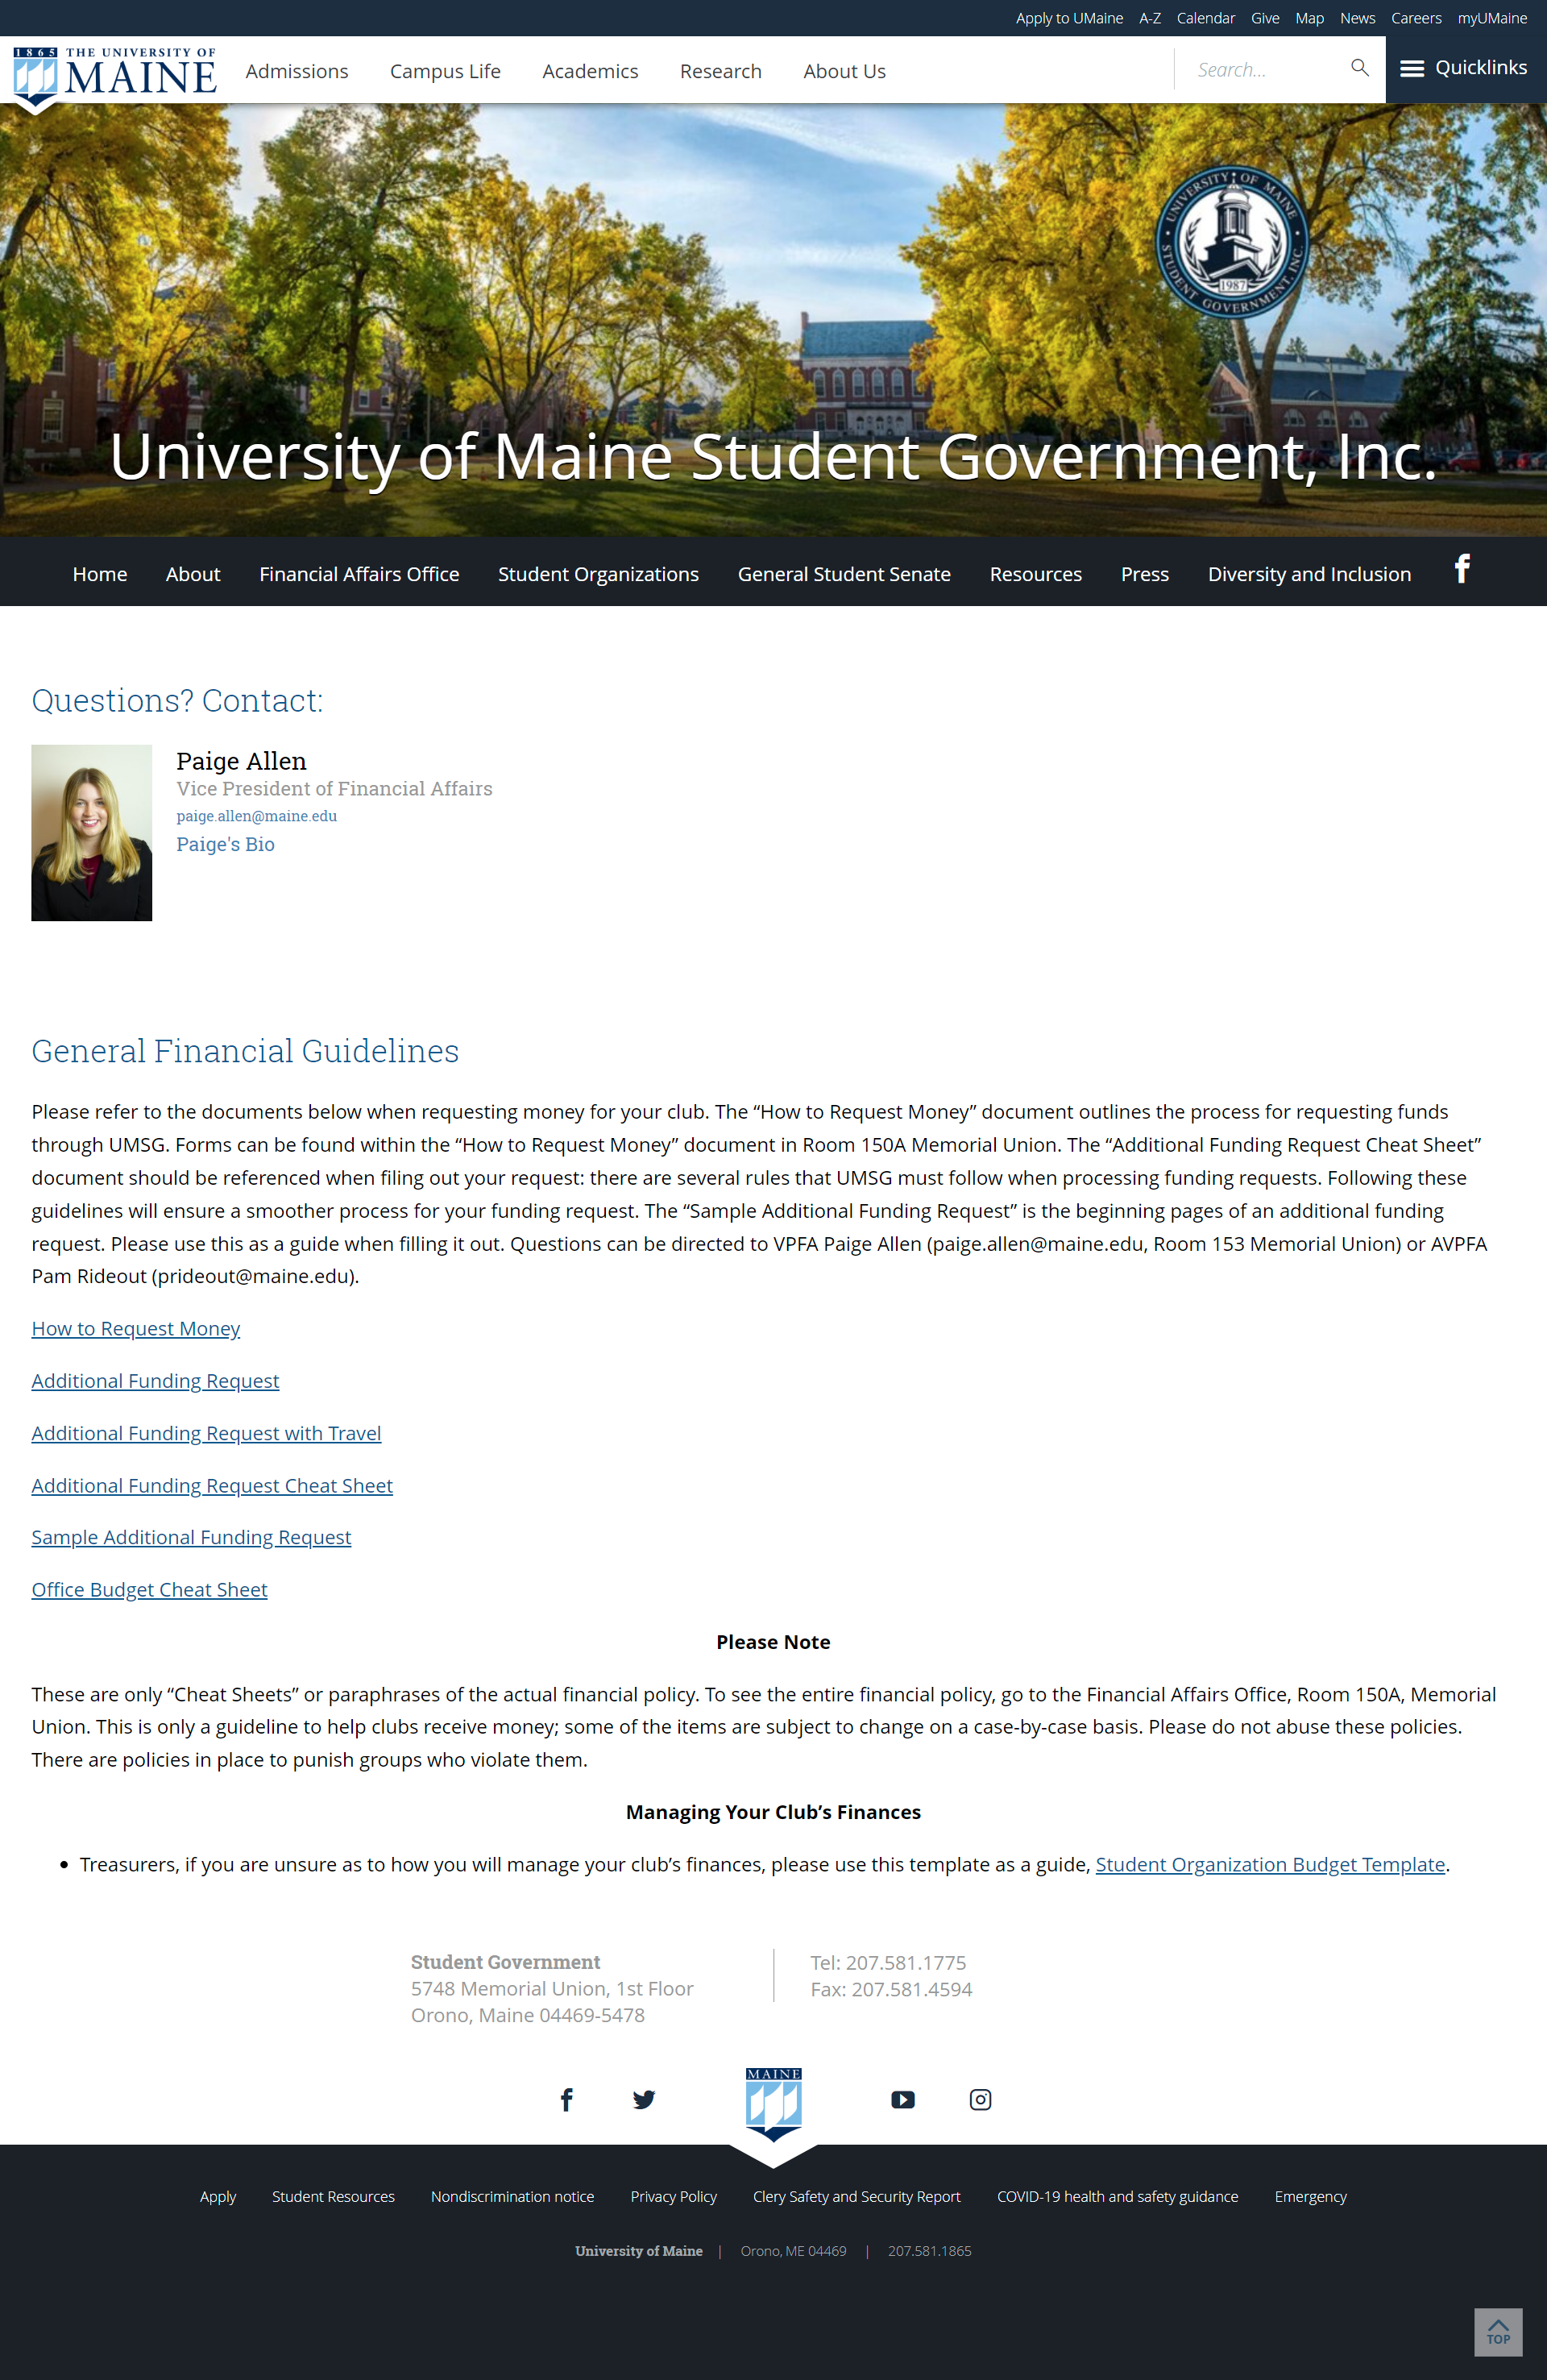 Apply to UMaine A-Z Calendar Give Map News Careers myUMaine
1865 THE UNIVERSITY OF
MAINE
Admissions Campus Life Academics Research About Us
Search...
Quicklinks
UNIVERSITY OF MAINE
1987
STUDENT GOVERNMENT, INC.
University of Maine Student Government, Inc.
Home About Financial Affairs Office Student Organizations General Student Senate Resources Press Diversity and Inclusion
Questions? Contact:
Paige Allen
Vice President of Financial Affairs
paige.allen@maine.edu
Paige's Bio
General Financial Guidelines
Please refer to the documents below when requesting money for your club. The “How to Request Money” document outlines the process for requesting funds
through UMSG. Forms can be found within the “How to Request Money” document in Room 150A Memorial Union. The “Additional Funding Request Cheat Sheet”
document should be referenced when filing out your request: there are several rules that UMSG must follow when processing funding requests. Following these
guidelines will ensure a smoother process for your funding request. The “Sample Additional Funding Request” is the beginning pages of an additional funding
request. Please use this as a guide when filling it out. Questions can be directed to VPFA Paige Allen (paige.allen@maine.edu, Room 153 Memorial Union) or AVPFA
Pam Rideout (prideout@maine.edu).
How to Request Money
Additional Funding Request
Additional Funding Request with Travel
Additional Funding Request Cheat Sheet
Sample Additional Funding Request
Office Budget Cheat Sheet
Please Note
These are only “Cheat Sheets” or paraphrases of the actual financial policy. To see the entire financial policy, go to the Financial Affairs Office, Room 150A, Memorial
Union. This is only a guideline to help clubs receive money; some of the items are subject to change on a case-by-case basis. Please do not abuse these policies.
There are policies in place to punish groups who violate them.
Managing Your Club’s Finances
Treasurers, if you are unsure as to how you will manage your club’s finances, please use this template as a guide, Student Organization Budget Template.
Student Government
5748 Memorial Union, 1st Floor
Orono, Maine 04469-5478
Tel: 207.581.1775
Fax: 207.581.4594
MAINE
Apply Student Resources Nondiscrimination notice Privacy Policy Clery Safety and Security Report COVID-19 health and safety guidance Emergency
University of Maine | Orono, ME 04469 | 207.581.1865
TOP